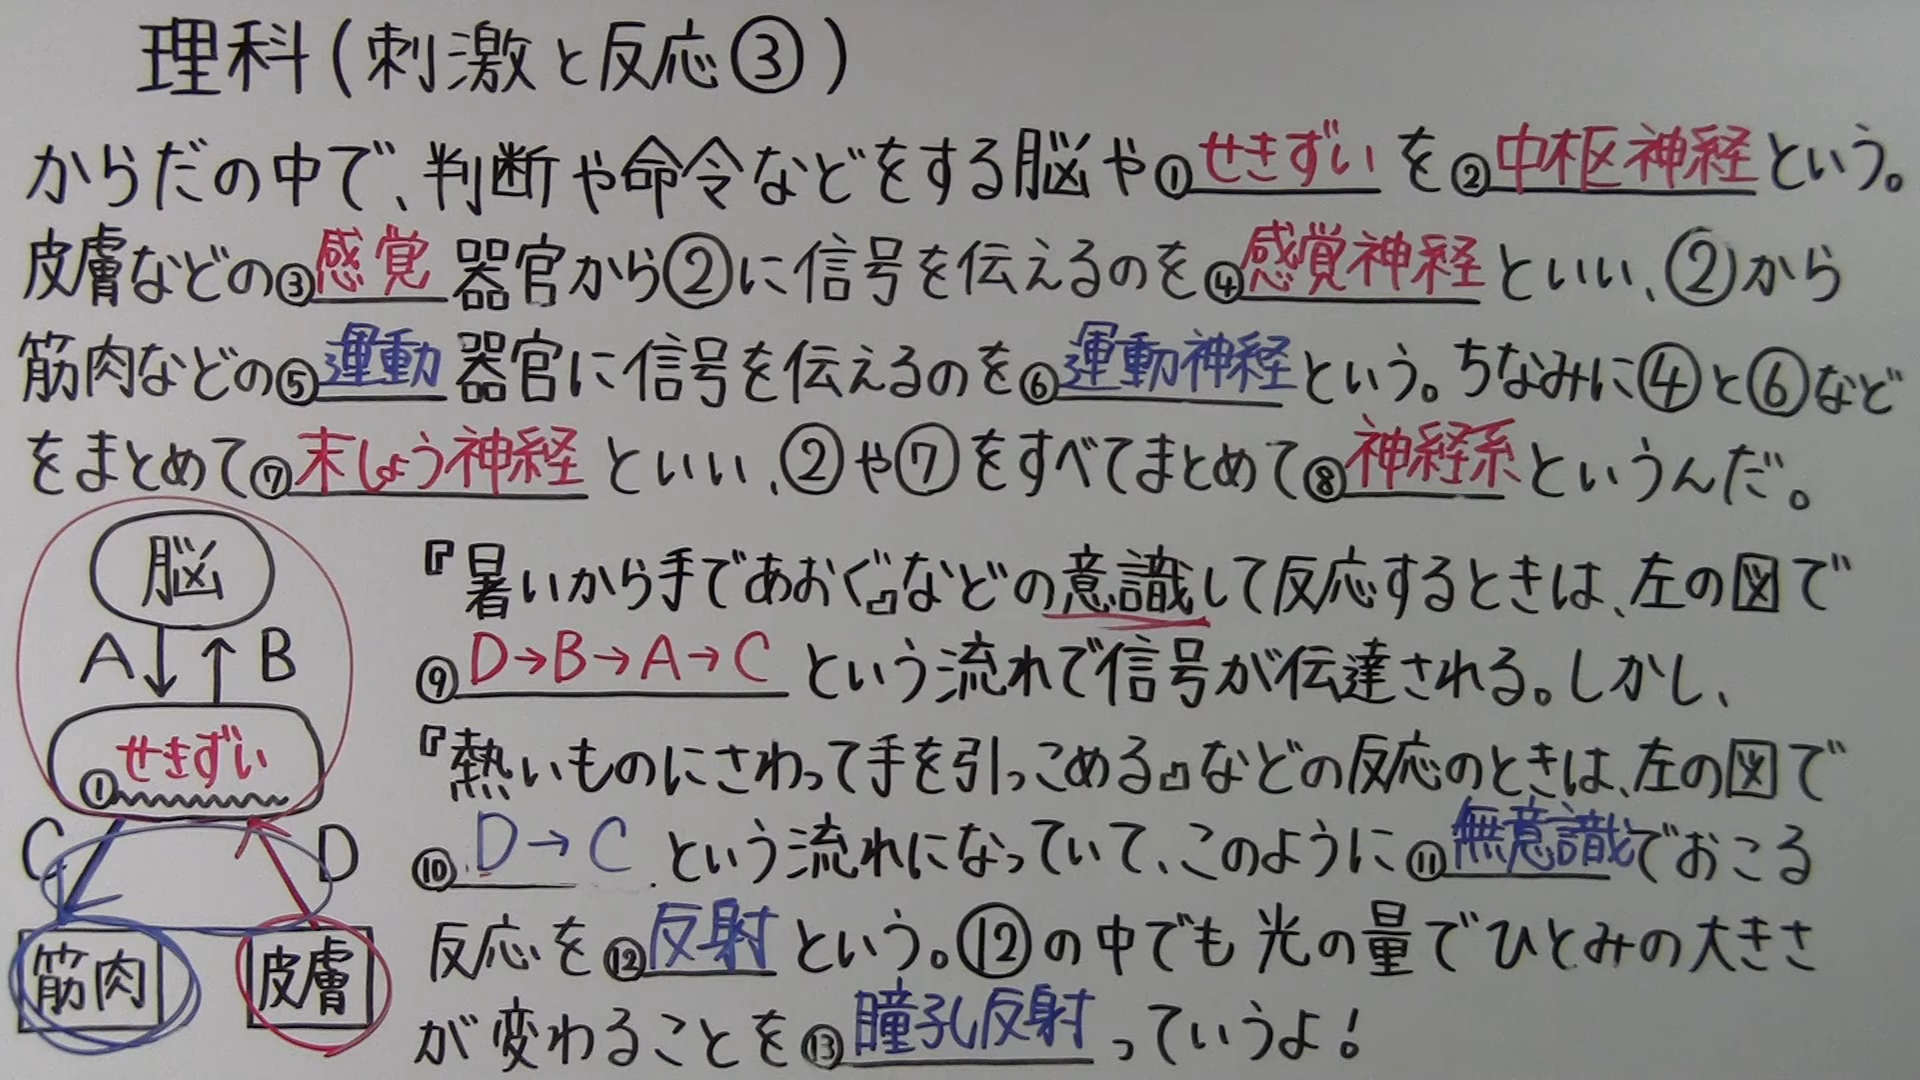 理科(刺激と反応③)
からだの中で、判断や命令などをする脳や①せきずいを②中枢神経という。
皮膚などの③感覚器官から②に信号を伝えるのを④感覚神経といい、②から
筋肉などの⑤運動器官に信号を伝えるのを⑥運動神経という。ちなみに④と⑥など
をまとめて⑦末しょう神経といい、②や⑦をすべてまとめて⑧神経系というんだ。
脳
A B
①せきずい
C D
筋肉 皮膚
『暑いから手であおぐ』などの意識して反応するときは、左の図で
⑨D→B→A→Cという流れで信号が伝達される。しかし、
『熱いものにさわって手を引っこめる』などの反応のときは、左の図で
⑩D→Cという流れになっていて、このように⑪無意識でおこる
反応を⑫反射という。⑫の中でも光の量でひとみの大きさ
が変わることを⑬瞳孔反射っていうよ!